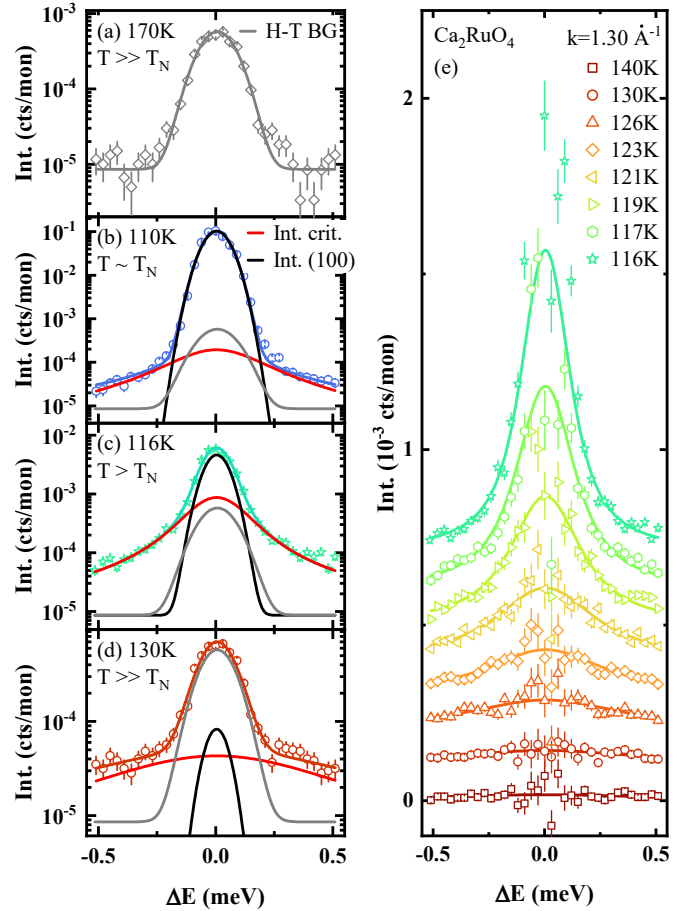 (a) 170K
T >> T_N
H-T BG
10⁻³
10⁻⁴
10⁻⁵
Int. (cts/mon)
(b) 110K
T ~ T_N
Int. crit.
Int. (100)
10⁻¹
10⁻²
10⁻³
10⁻⁴
10⁻⁵
Int. (cts/mon)
(c) 116K
T > T_N
10⁻²
10⁻³
10⁻⁴
10⁻⁵
Int. (cts/mon)
(d) 130K
T >> T_N
10⁻⁴
10⁻⁵
Int. (cts/mon)
-0.5 0.0 0.5
ΔE (meV)
Ca₂RuO₄ k=1.30 Å⁻¹
(e)
140K
130K
126K
123K
121K
119K
117K
116K
2
1
0
Int. (10⁻³ cts/mon)
-0.5 0.0 0.5
ΔE (meV)